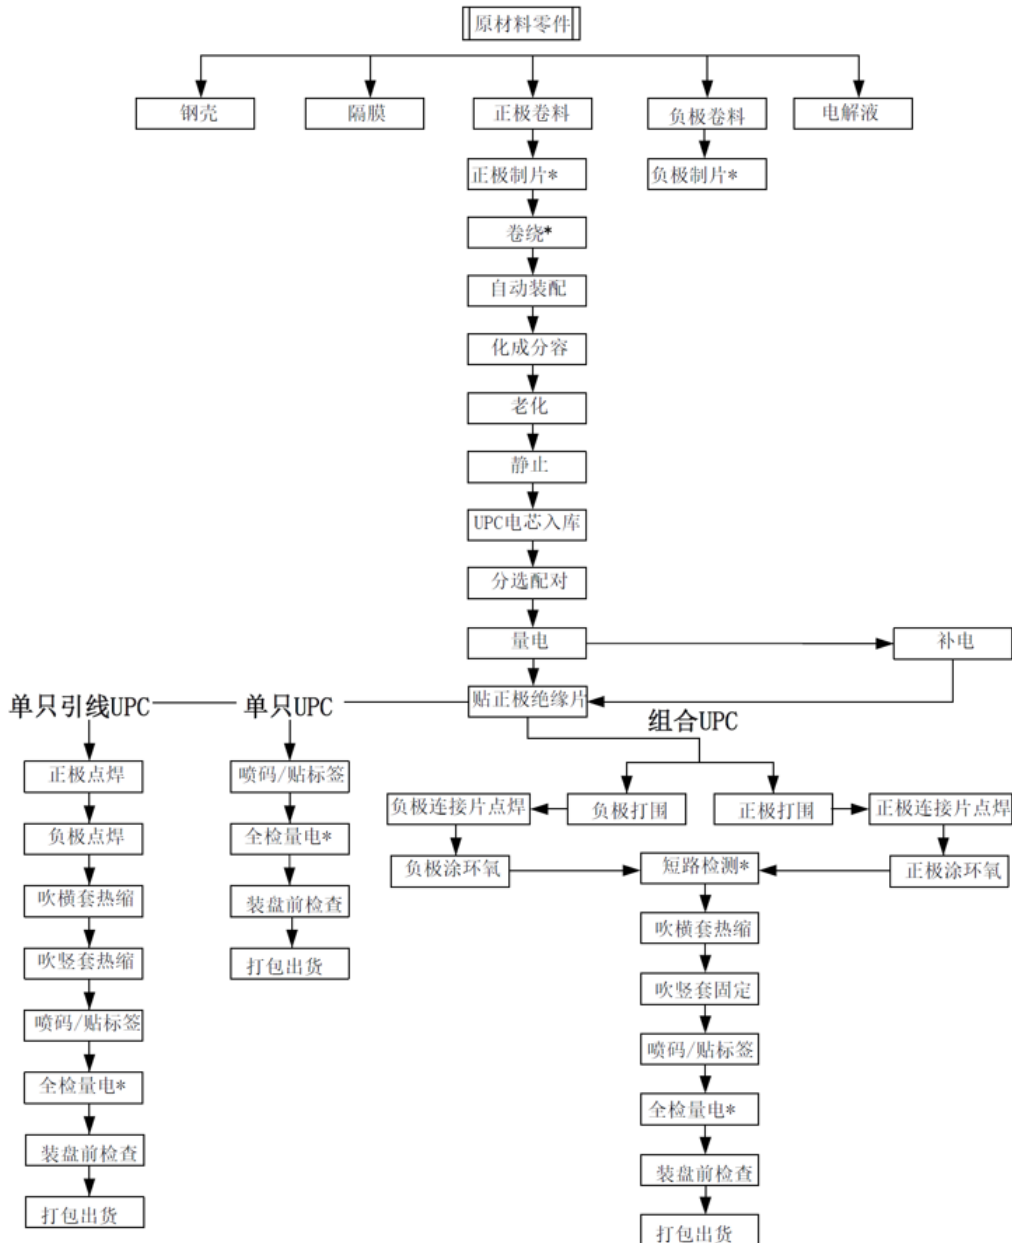 原材料零件
钢壳
隔膜
正极卷料
负极卷料
电解液
正极制片*
负极制片*
卷绕*
自动装配
化成分容
老化
静止
UPC电芯入库
分选配对
量电
补电
贴正极绝缘片
单只引线UPC
单只UPC
组合UPC
正极点焊
负极点焊
吹横套热缩
吹竖套热缩
喷码/贴标签
全检量电*
装盘前检查
打包出货
喷码/贴标签
全检量电*
装盘前检查
打包出货
负极连接片点焊
负极打围
正极打围
正极连接片点焊
负极涂环氧
短路检测*
正极涂环氧
吹横套热缩
吹竖套固定
喷码/贴标签
全检量电*
装盘前检查
打包出货